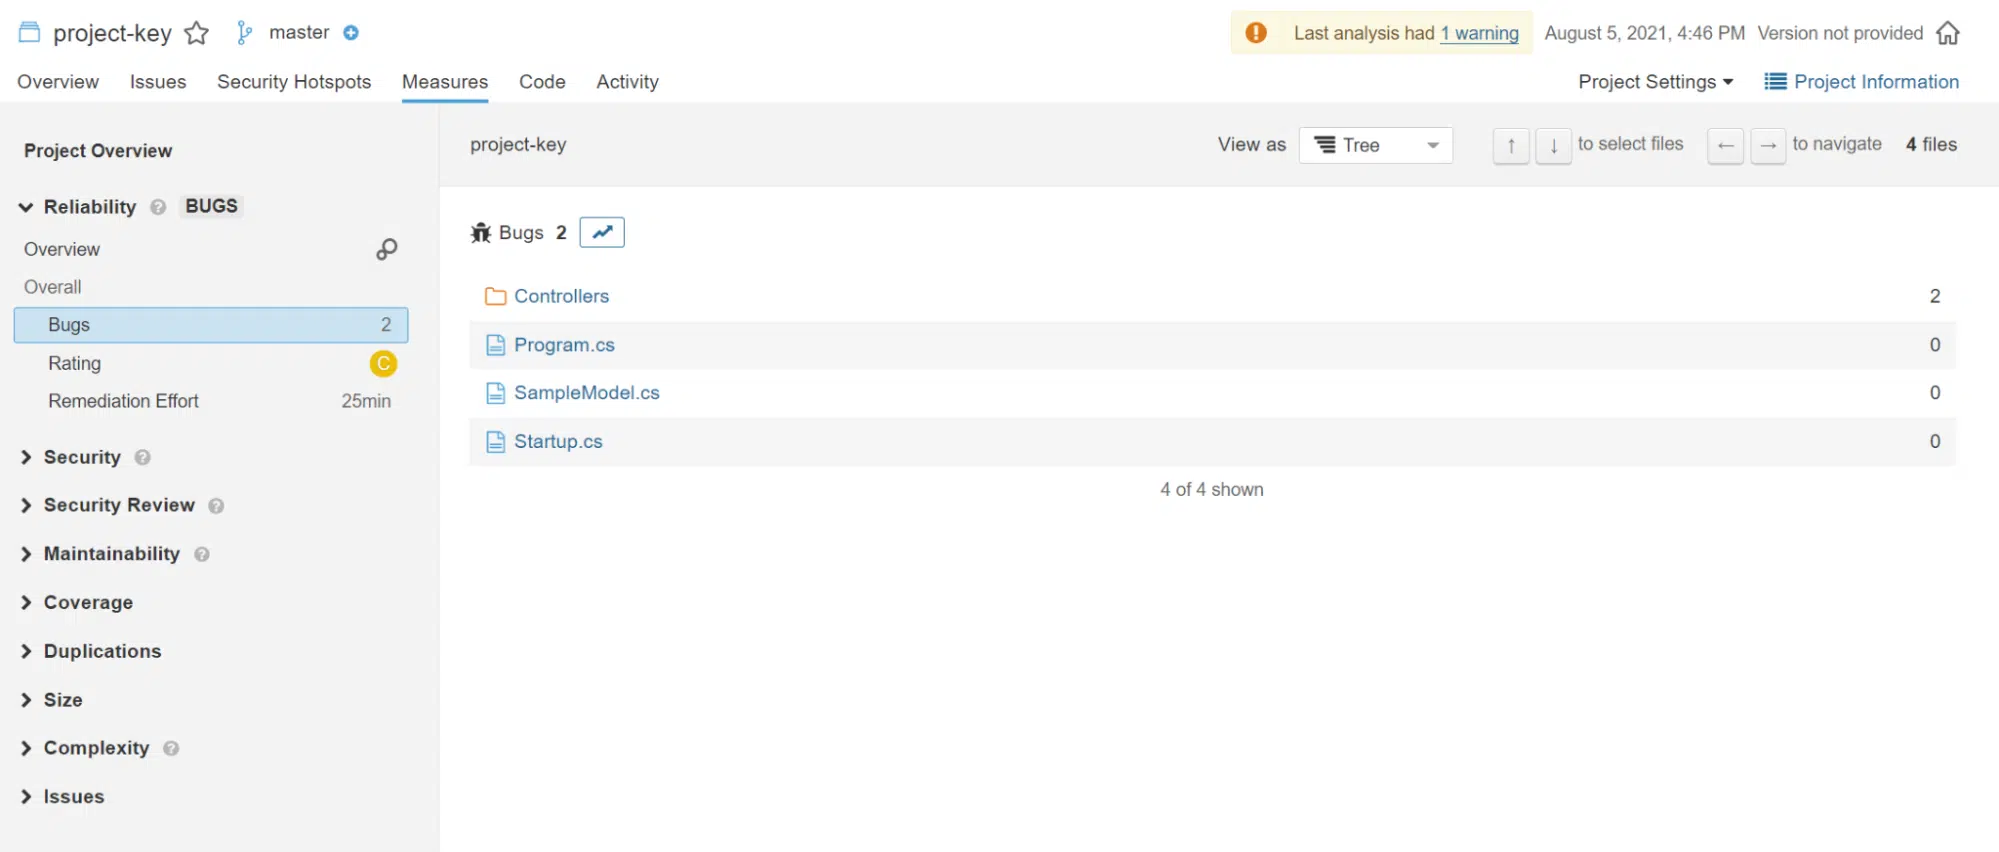 project-key master Last analysis had 1 warning August 5, 2021, 4:46 PM Version not provided
Overview Issues Security Hotspots Measures Code Activity Project Settings Project Information
Project Overview
Reliability ? BUGS
Overview
Overall
Bugs 2
Rating C
Remediation Effort 25min
Security ?
Security Review ?
Maintainability ?
Coverage
Duplications
Size
Complexity ?
Issues
project-key View as Tree ↑ ↓ to select files ← → to navigate 4 files
Bugs 2
Controllers 2
Program.cs 0
SampleModel.cs 0
Startup.cs 0
4 of 4 shown